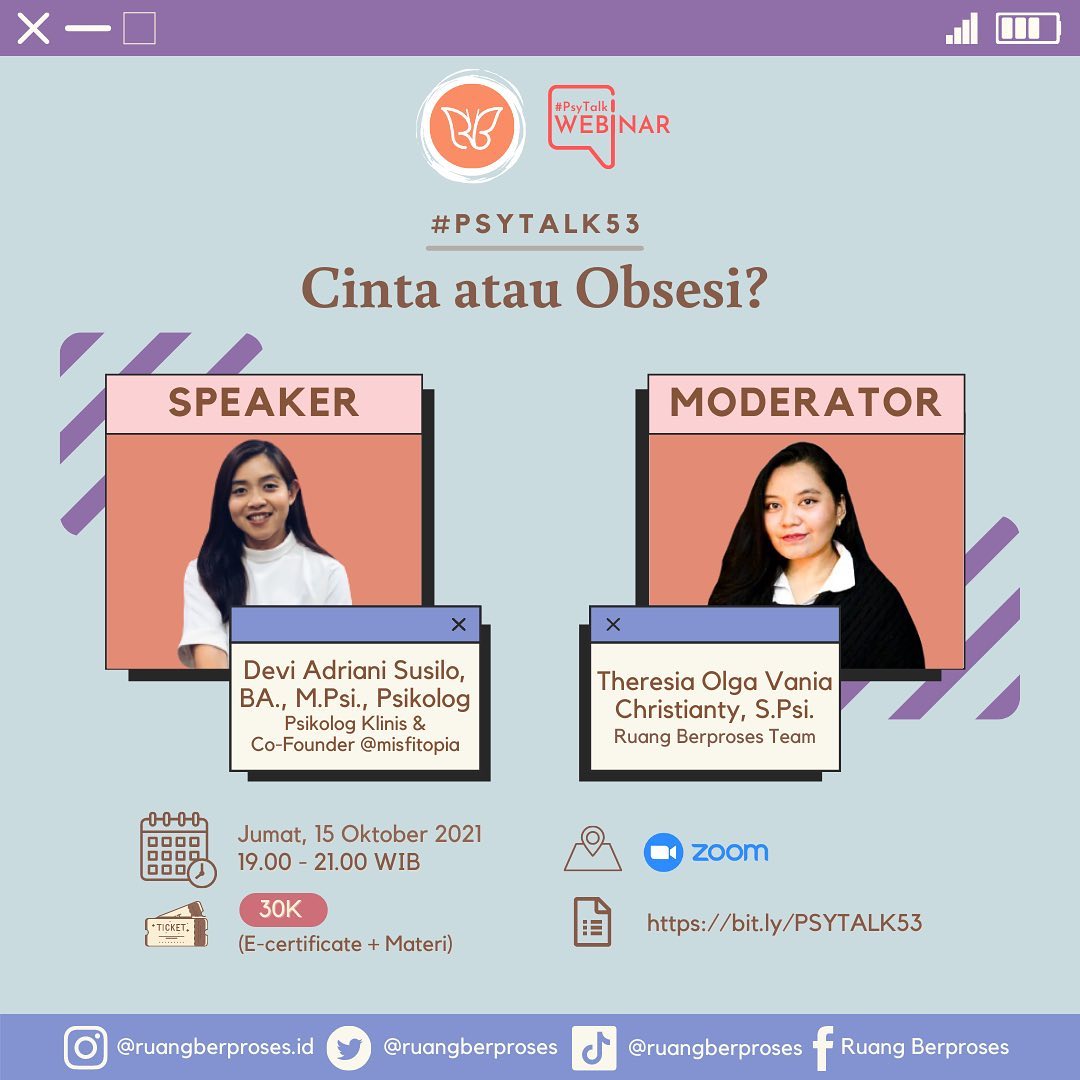 #PsyTalk
WEBINAR
#PSYTALK53
Cinta atau Obsesi?
SPEAKER
Devi Adriani Susilo,
BA., M.Psi., Psikolog
Psikolog Klinis &
Co-Founder @misfitopia
MODERATOR
Theresia Olga Vania
Christianty, S.Psi.
Ruang Berproses Team
Jumat, 15 Oktober 2021
19.00 - 21.00 WIB
TICKET
30K
(E-certificate + Materi)
zoom
https://bit.ly/PSYTALK53
@ruangberproses.id
@ruangberproses
@ruangberproses
Ruang Berproses